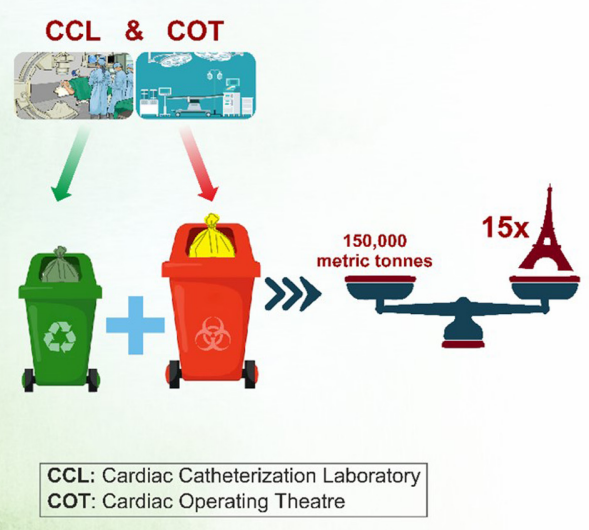 CCL & COT
150,000
metric tonnes
15x
CCL: Cardiac Catheterization Laboratory
COT: Cardiac Operating Theatre